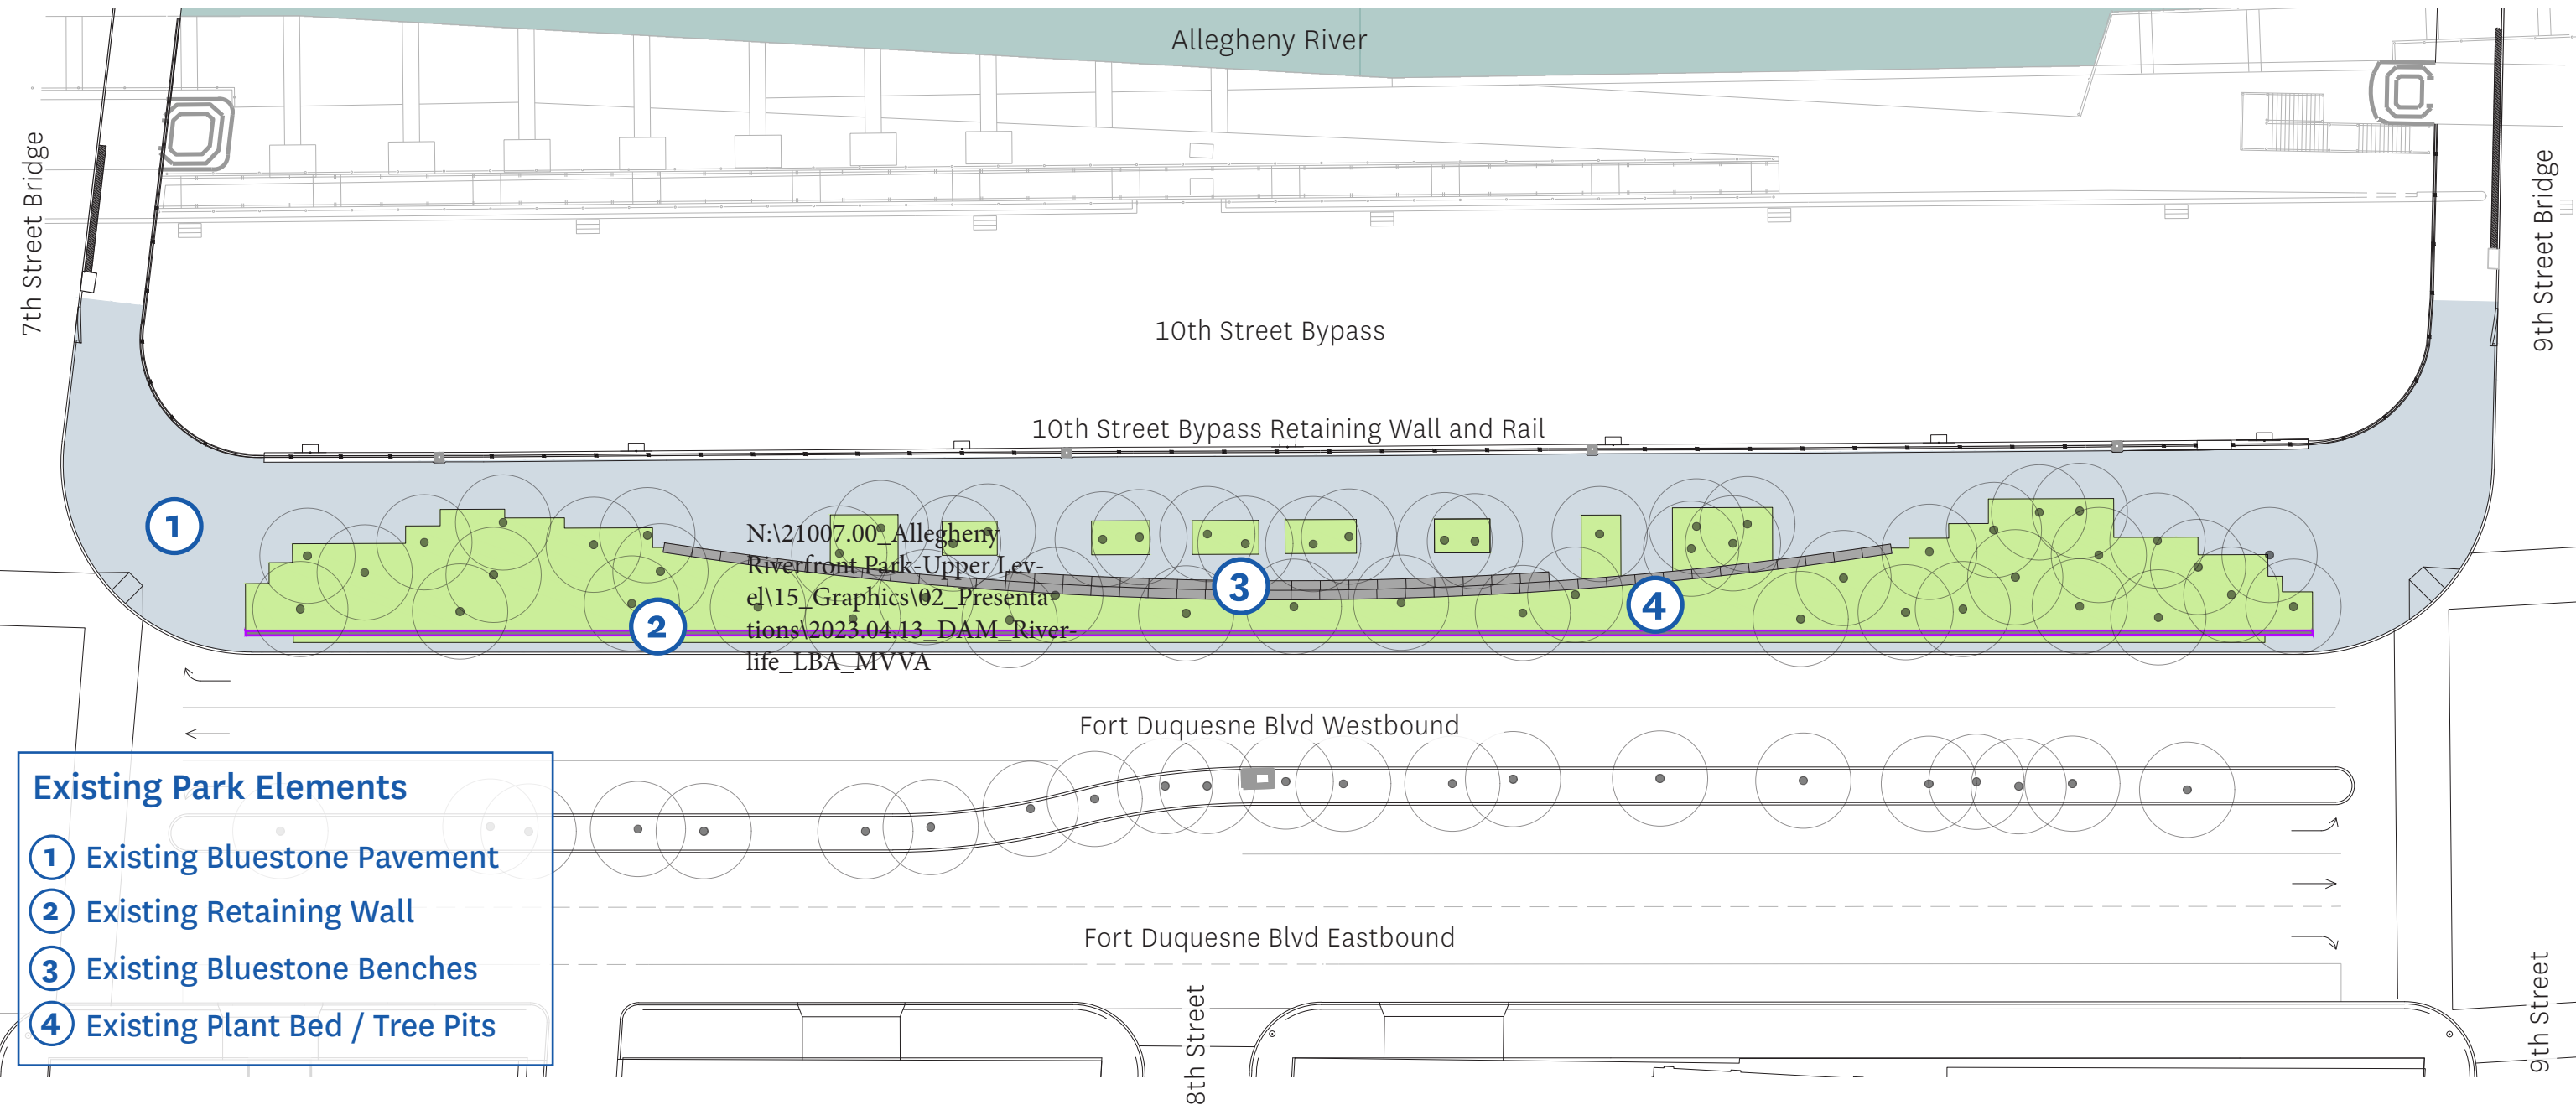 Allegheny River
7th Street Bridge
9th Street Bridge
10th Street Bypass
10th Street Bypass Retaining Wall and Rail
1
N:\21007.00_Allegheny
Riverfront Park-Upper Lev-
el\15_Graphics\02_Presenta-
tions\2023.04.13_DAM_River-
life_LBA_MVVA
3
4
2
Fort Duquesne Blvd Westbound
Fort Duquesne Blvd Eastbound
Existing Park Elements
1 Existing Bluestone Pavement
2 Existing Retaining Wall
3 Existing Bluestone Benches
4 Existing Plant Bed / Tree Pits
8th Street
9th Street